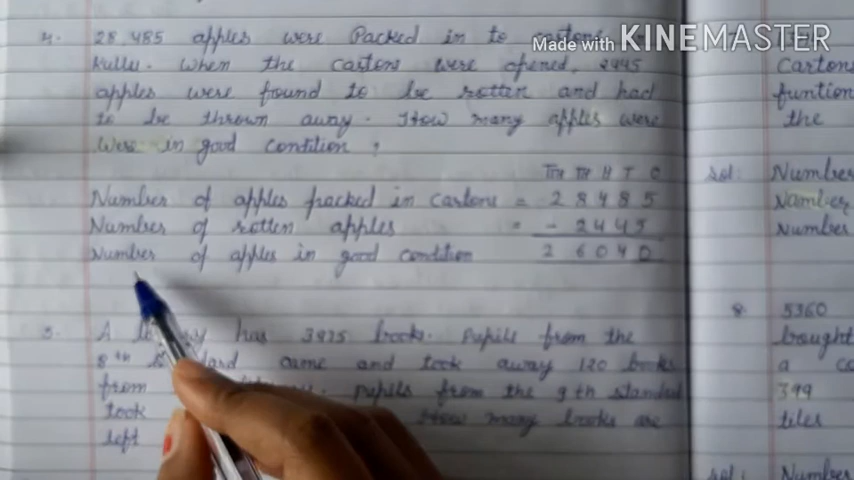 Made with KINEMASTER
4. 28,485 apples were Packed in to cartons
Kullu. When the cartons were opened, 2445
apples were found to be rotten and had
to be thrown away. How many apples were
were in good condition?
TTH TH H T O
Number of apples packed in cartons = 2 8 4 8 5
Number of rotten apples = - 2 4 4 5
Number of apples in good condition 2 6 0 4 0
5. A has 3975 books. Pupils from the
8th came and took away 120 books
from pupils from the 9th standard
took How many books are
left
Cartons
funtion
the
sol: Number
Number
Number
8. 5360
bought
a co
399
tiles
sol: Number